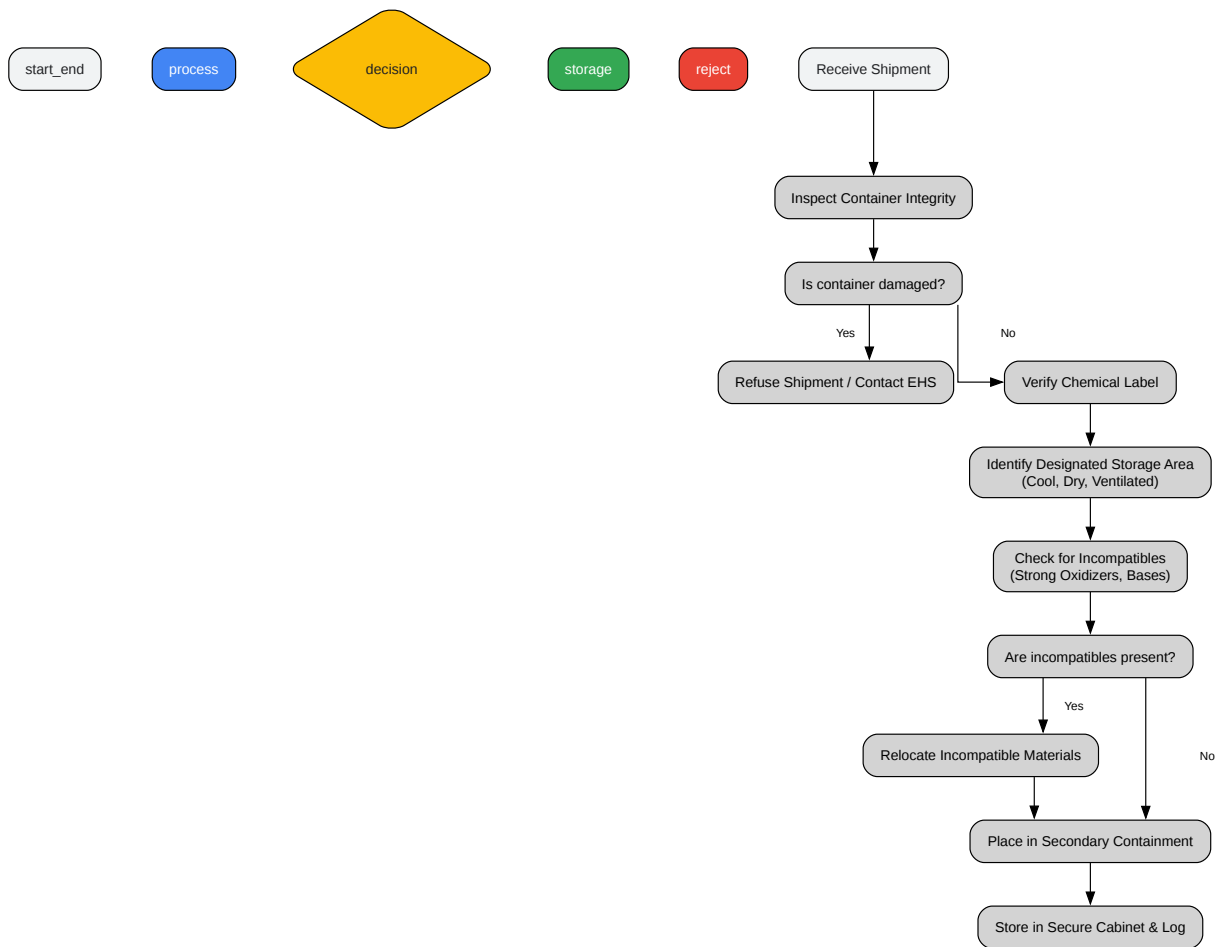 start_end
process
decision
storage
reject
Receive Shipment
Inspect Container Integrity
Is container damaged?
Yes
No
Refuse Shipment / Contact EHS
Verify Chemical Label
Identify Designated Storage Area
(Cool, Dry, Ventilated)
Check for Incompatibles
(Strong Oxidizers, Bases)
Are incompatibles present?
Yes
Relocate Incompatible Materials
No
Place in Secondary Containment
Store in Secure Cabinet & Log